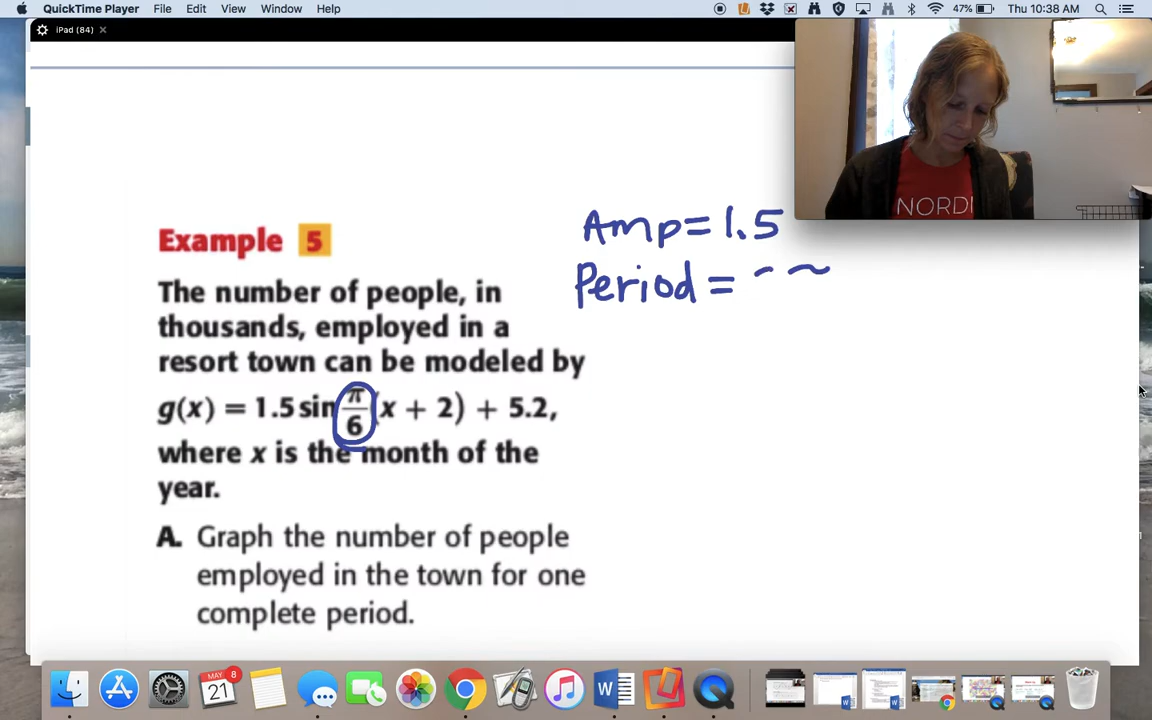 QuickTime Player File Edit View Window Help 47% Thu 10:38 AM
iPad (84)
NORD
Amp = 1.5
Period =
Example 5
The number of people, in
thousands, employed in a
resort town can be modeled by
g(x) = 1.5 sin π/6 (x + 2) + 5.2,
where x is the month of the
year.
A. Graph the number of people
employed in the town for one
complete period.
MAY 8
21
W